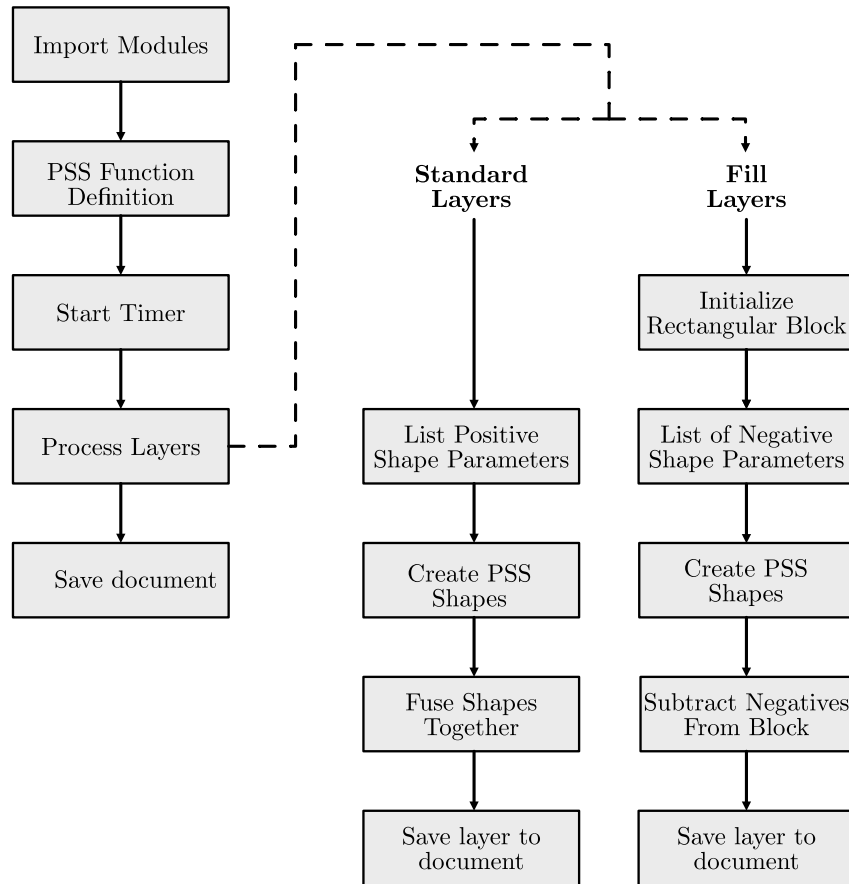 Import Modules
PSS Function
Definition
Start Timer
Process Layers
Save document
Standard
Layers
List Positive
Shape Parameters
Create PSS
Shapes
Fuse Shapes
Together
Save layer to
document
Fill
Layers
Initialize
Rectangular Block
List of Negative
Shape Parameters
Create PSS
Shapes
Subtract Negatives
From Block
Save layer to
document